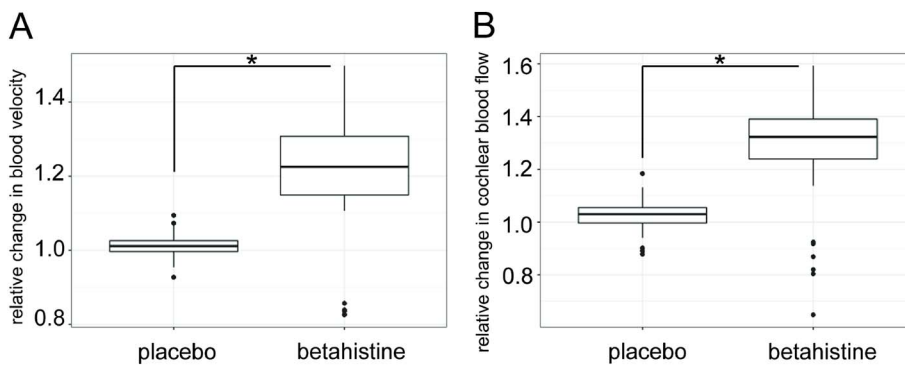 A
relative change in blood velocity
1.4
1.2
1.0
0.8
*
placebo
betahistine
B
relative change in cochlear blood flow
1.6
1.4
1.2
1.0
0.8
*
placebo
betahistine